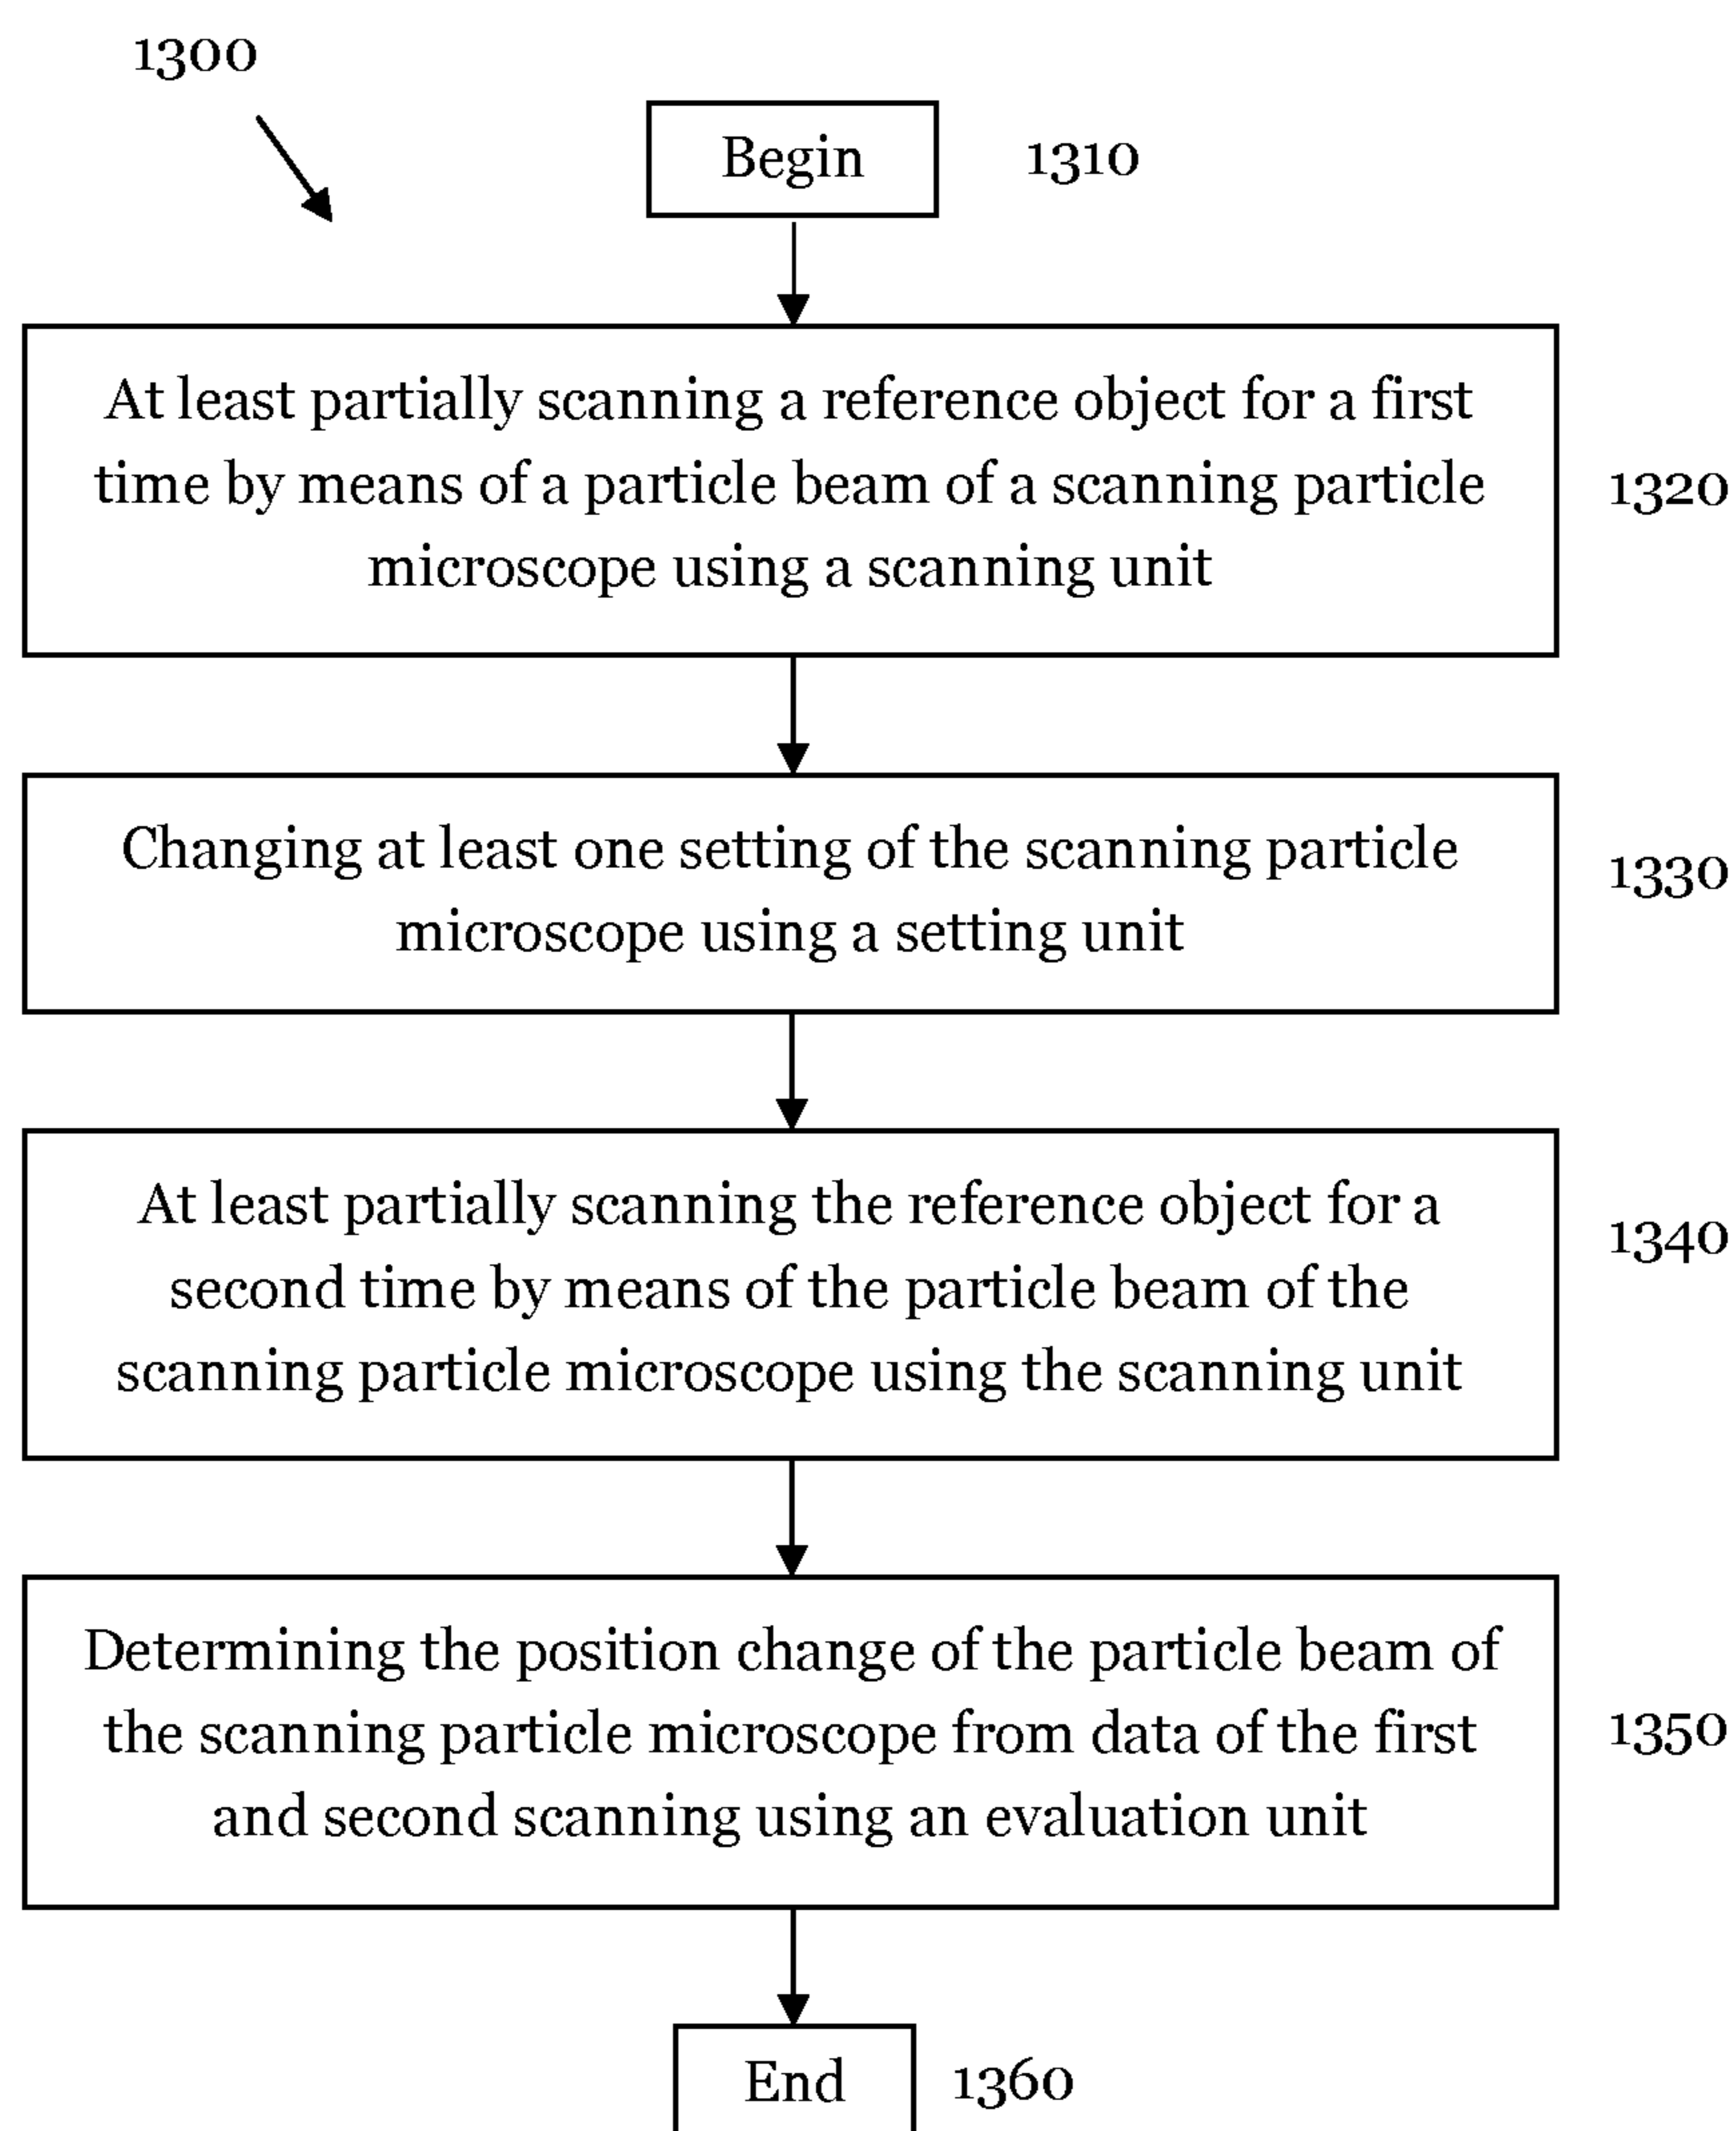 1300
Begin
1310
At least partially scanning a reference object for a first
time by means of a particle beam of a scanning particle
microscope using a scanning unit
1320
Changing at least one setting of the scanning particle
microscope using a setting unit
1330
At least partially scanning the reference object for a
second time by means of the particle beam of the
scanning particle microscope using the scanning unit
1340
Determining the position change of the particle beam of
the scanning particle microscope from data of the first
and second scanning using an evaluation unit
1350
End
1360